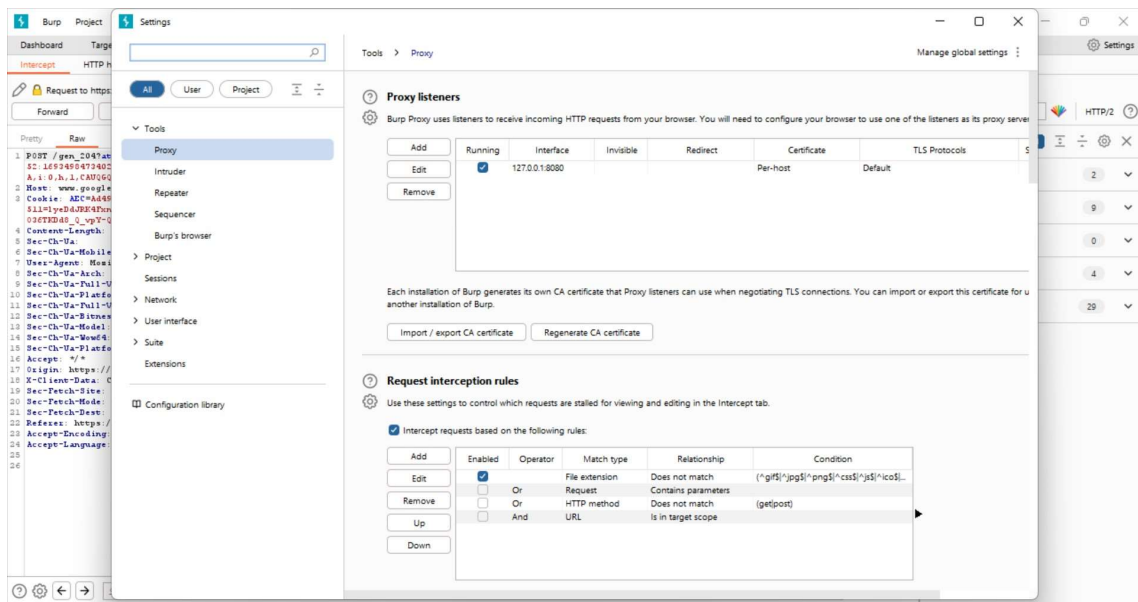 Burp Project
Settings
Dashboard Targe
Settings
Intercept HTTP h
Request to https:
Forward
HTTP/2
Pretty Raw
1 POST /gen_204?at
2 Host: www.google
3 Cookie: AEC=Ad49
4 Content-Length:
5 Sec-Ch-Ua:
6 Sec-Ch-Ua-Mobile
7 User-Agent: Mozi
8 Sec-Ch-Ua-Arch:
9 Sec-Ch-Ua-Full-V
10 Sec-Ch-Ua-Platfo
11 Sec-Ch-Ua-Full-V
12 Sec-Ch-Ua-Bitnes
13 Sec-Ch-Ua-Model:
14 Sec-Ch-Ua-Wow64:
15 Sec-Ch-Ua-Platfo
16 Accept: */*
17 Origin: https://
18 X-Client-Data: C
19 Sec-Fetch-Site:
20 Sec-Fetch-Mode:
21 Sec-Fetch-Dest:
22 Referer: https:/
23 Accept-Encoding:
24 Accept-Language:
25
26
All User Project
Tools
Proxy
Intruder
Repeater
Sequencer
Burp's browser
Project
Sessions
Network
User interface
Suite
Extensions
Configuration library
Tools > Proxy
Manage global settings
Proxy listeners
Burp Proxy uses listeners to receive incoming HTTP requests from your browser. You will need to configure your browser to use one of the listeners as its proxy server
Add
Edit
Remove
Running Interface Invisible Redirect Certificate TLS Protocols S
127.0.0.1:8080 Per-host Default
Each installation of Burp generates its own CA certificate that Proxy listeners can use when negotiating TLS connections. You can import or export this certificate for u
another installation of Burp.
Import / export CA certificate Regenerate CA certificate
Request interception rules
Use these settings to control which requests are stalled for viewing and editing in the Intercept tab.
Intercept requests based on the following rules:
Add
Edit
Remove
Up
Down
Enabled Operator Match type Relationship Condition
File extension Does not match (^gif$|^jpg$|^png$|^css$|^js$|^ico$|...
Or Request Contains parameters
Or HTTP method Does not match (get|post)
And URL Is in target scope
2
9
0
4
29